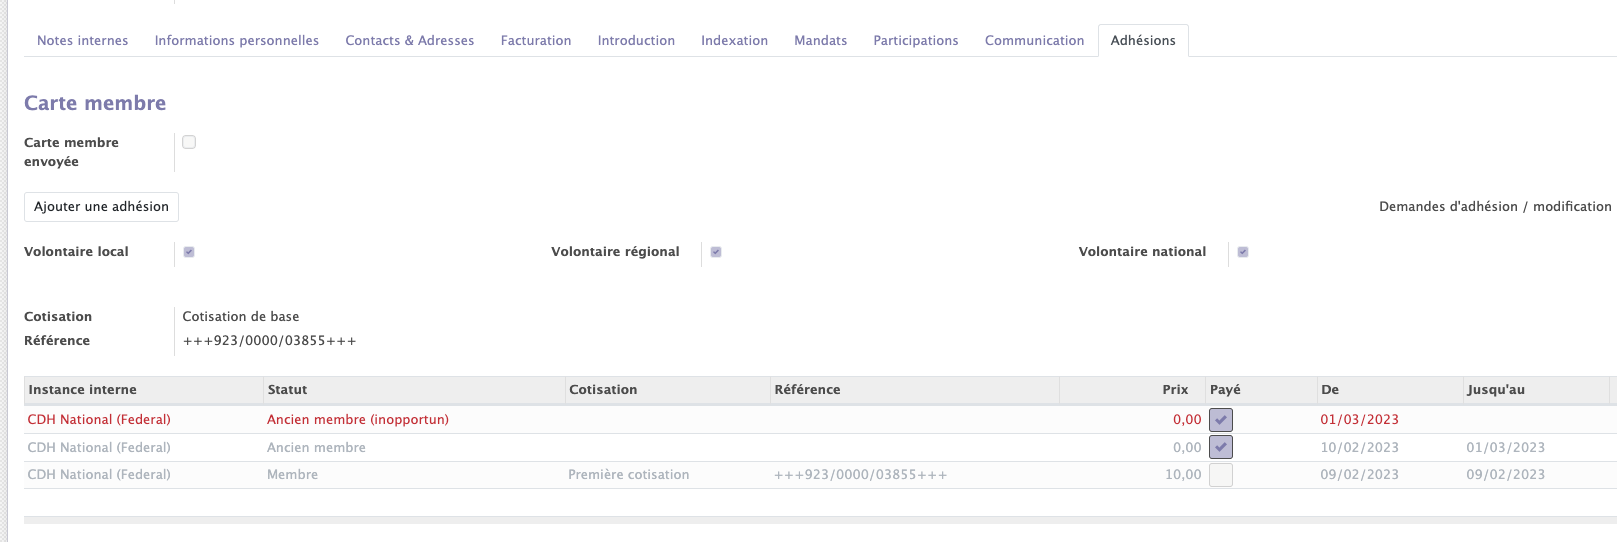 Notes internes Informations personnelles Contacts & Adresses Facturation Introduction Indexation Mandats Participations Communication Adhésions
Carte membre
Carte membre
envoyée
Ajouter une adhésion Demandes d'adhésion / modification
Volontaire local Volontaire régional Volontaire national
Cotisation Cotisation de base
Référence +++923/0000/03855+++
Instance interne Statut Cotisation Référence Prix Payé De Jusqu'au
CDH National (Federal) Ancien membre (inopportun) 0,00 01/03/2023
CDH National (Federal) Ancien membre 0,00 10/02/2023 01/03/2023
CDH National (Federal) Membre Première cotisation +++923/0000/03855+++ 10,00 09/02/2023 09/02/2023